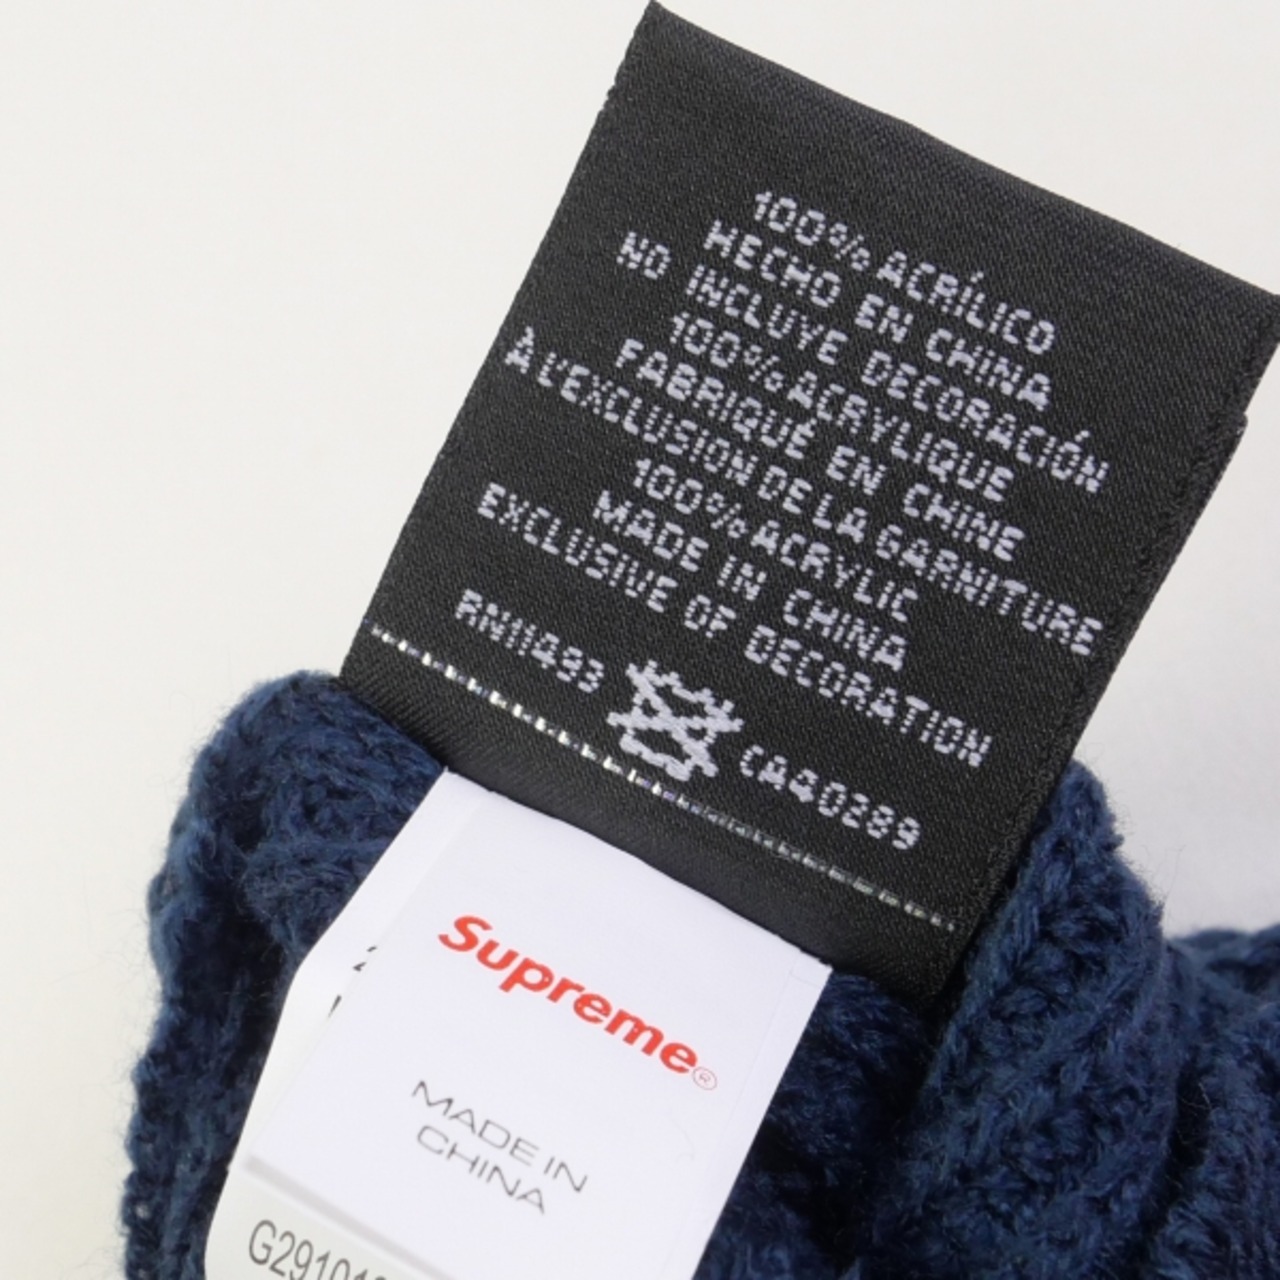 100% ACRÍLICO
HECHO EN CHINA
NO INCLUYE DECORACIÓN
100% ACRYLIQUE
FABRIQUÉ EN CHINE
À L'EXCLUSION DE LA GARNITURE
100% ACRYLIC
MADE IN CHINA
EXCLUSIVE OF DECORATION
RN11493 CA40289
Supreme®
MADE IN
CHINA